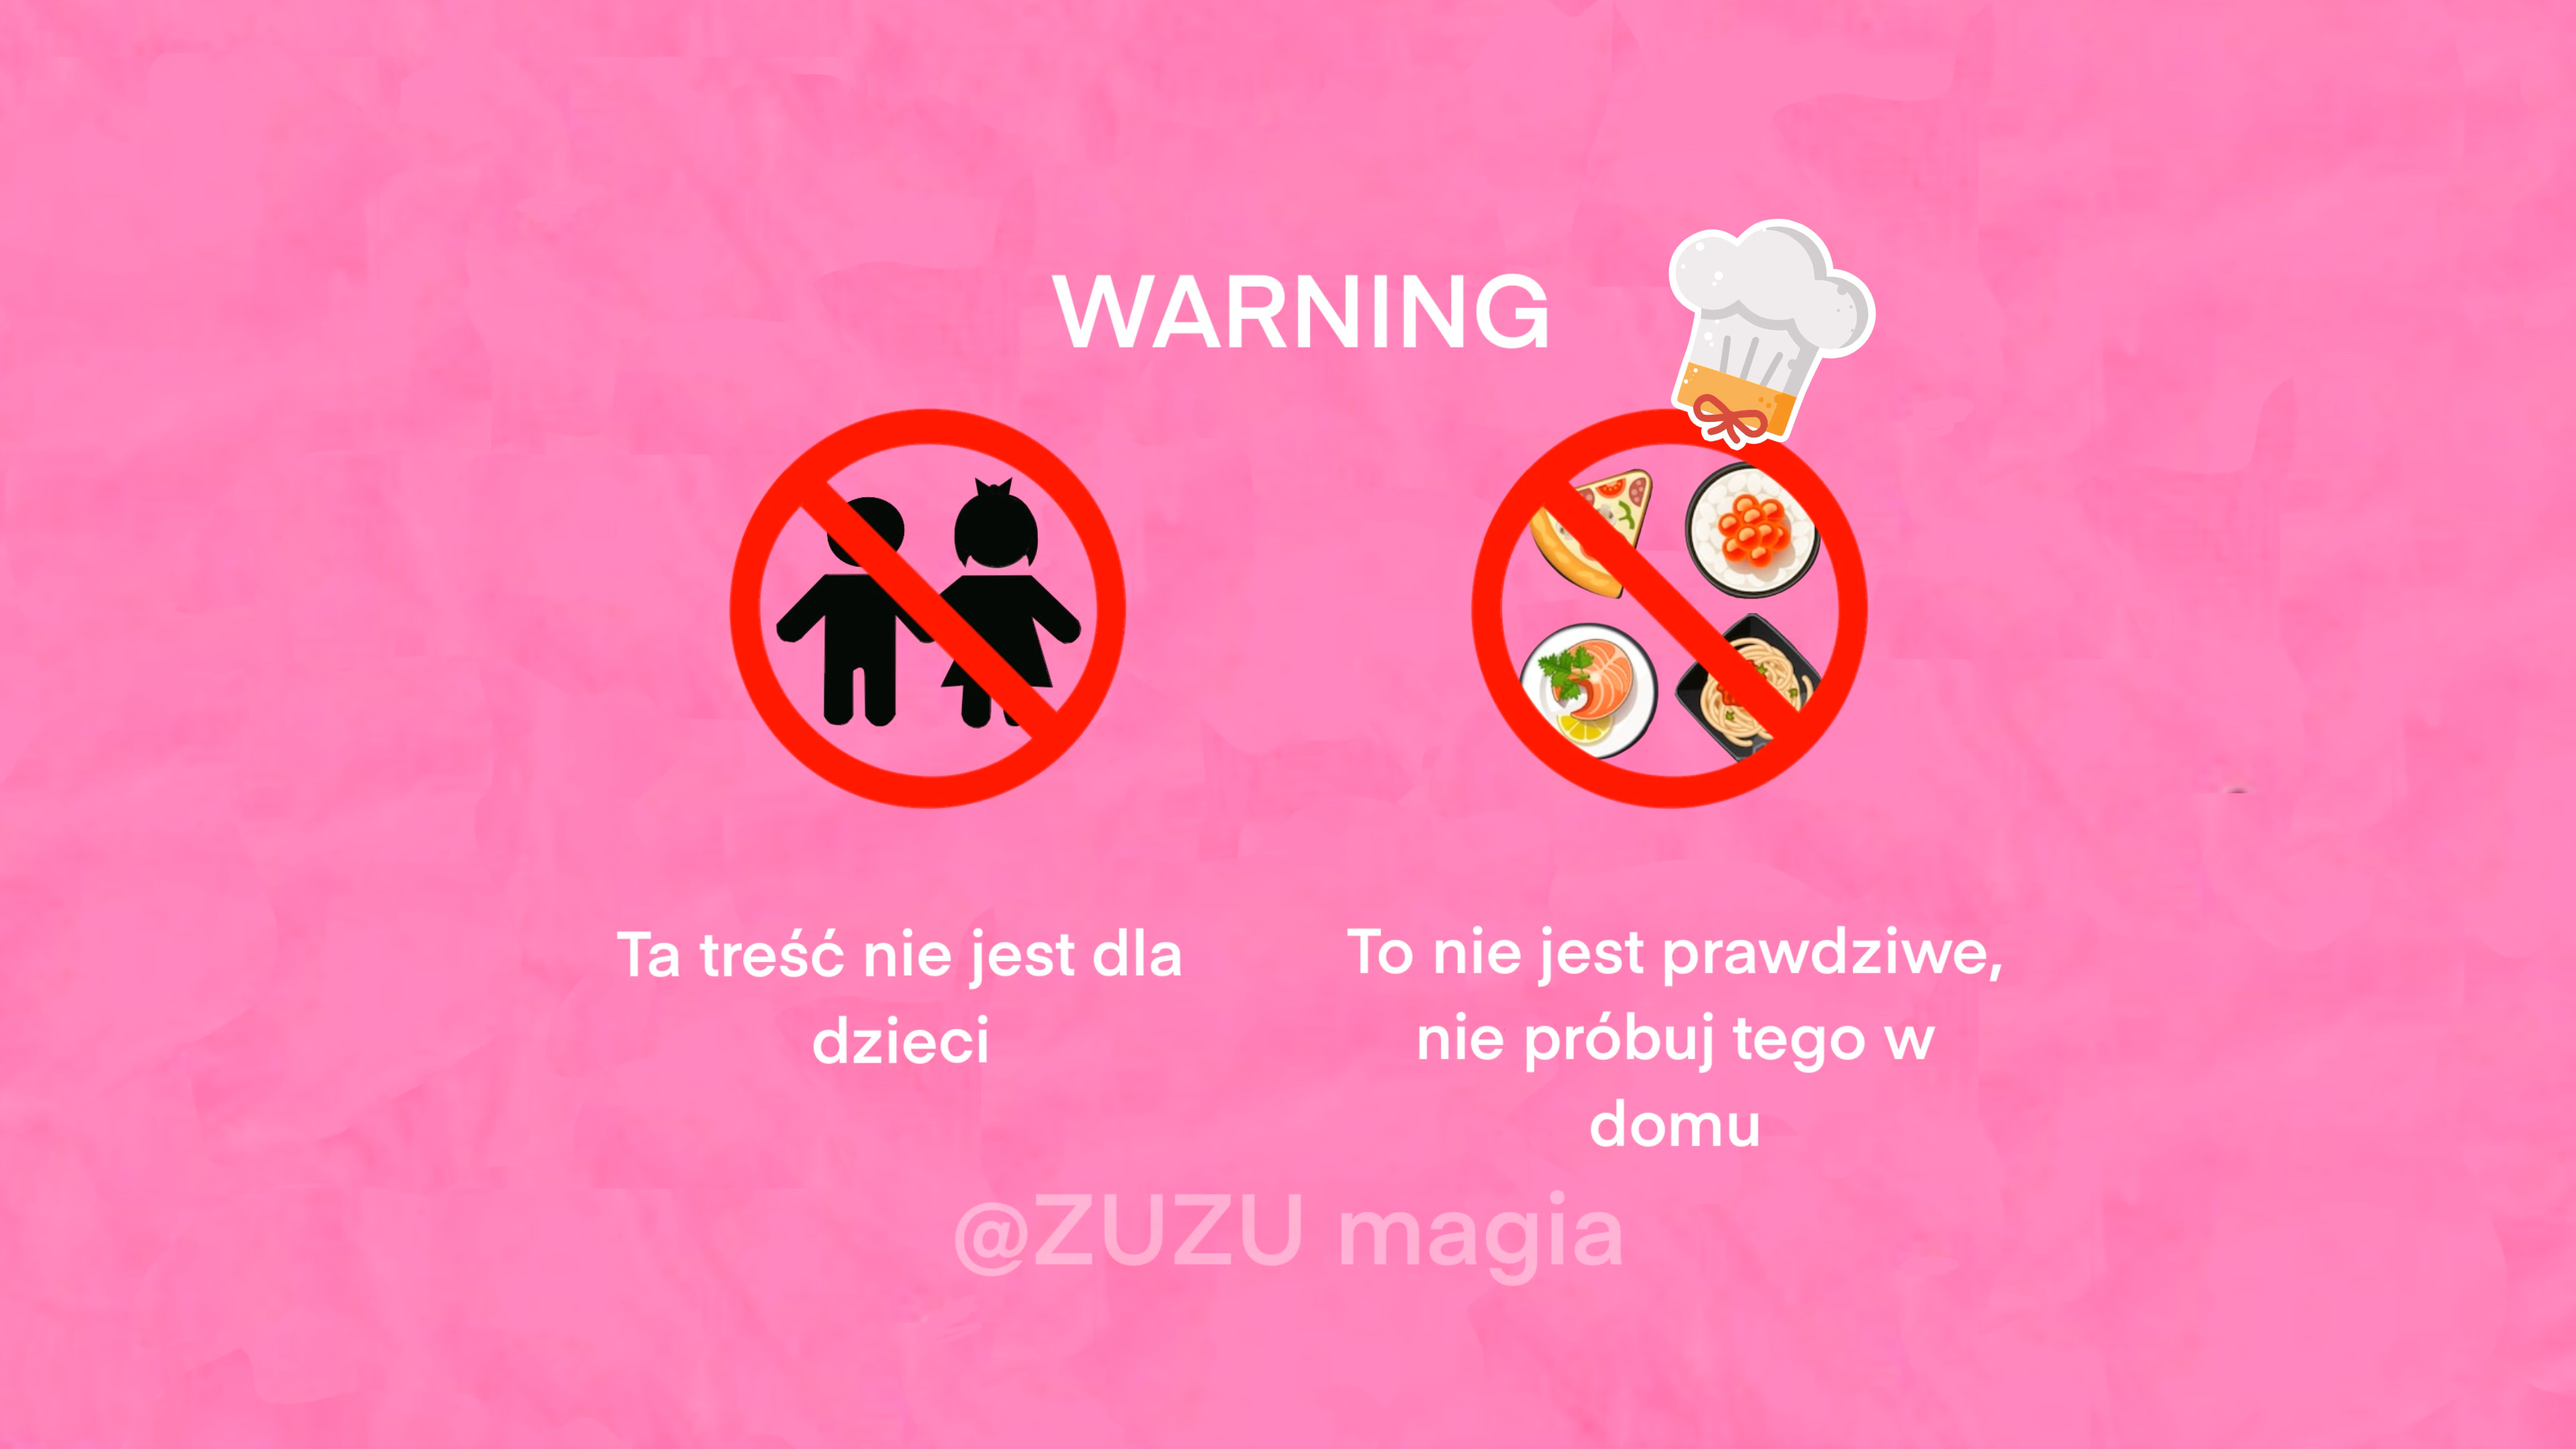 WARNING
Ta treść nie jest dla
dzieci
To nie jest prawdziwe,
nie próbuj tego w
domu
@ZUZU magia